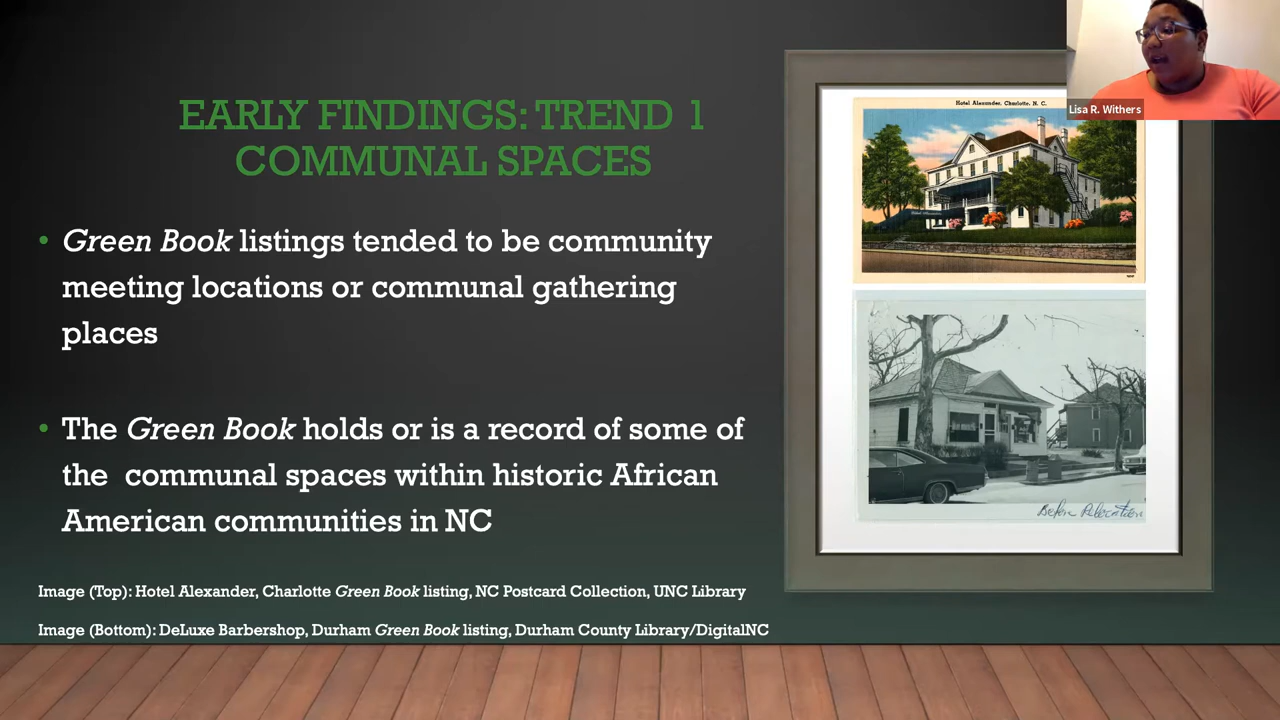 EARLY FINDINGS: TREND 1
COMMUNAL SPACES
• Green Book listings tended to be community
meeting locations or communal gathering
places
• The Green Book holds or is a record of some of
the communal spaces within historic African
American communities in NC
Image (Top): Hotel Alexander, Charlotte Green Book listing, NC Postcard Collection, UNC Library
Image (Bottom): DeLuxe Barbershop, Durham Green Book listing, Durham County Library/DigitalNC
Hotel Alexander, Charlotte, N. C.
Before Relocation
Lisa R. Withers